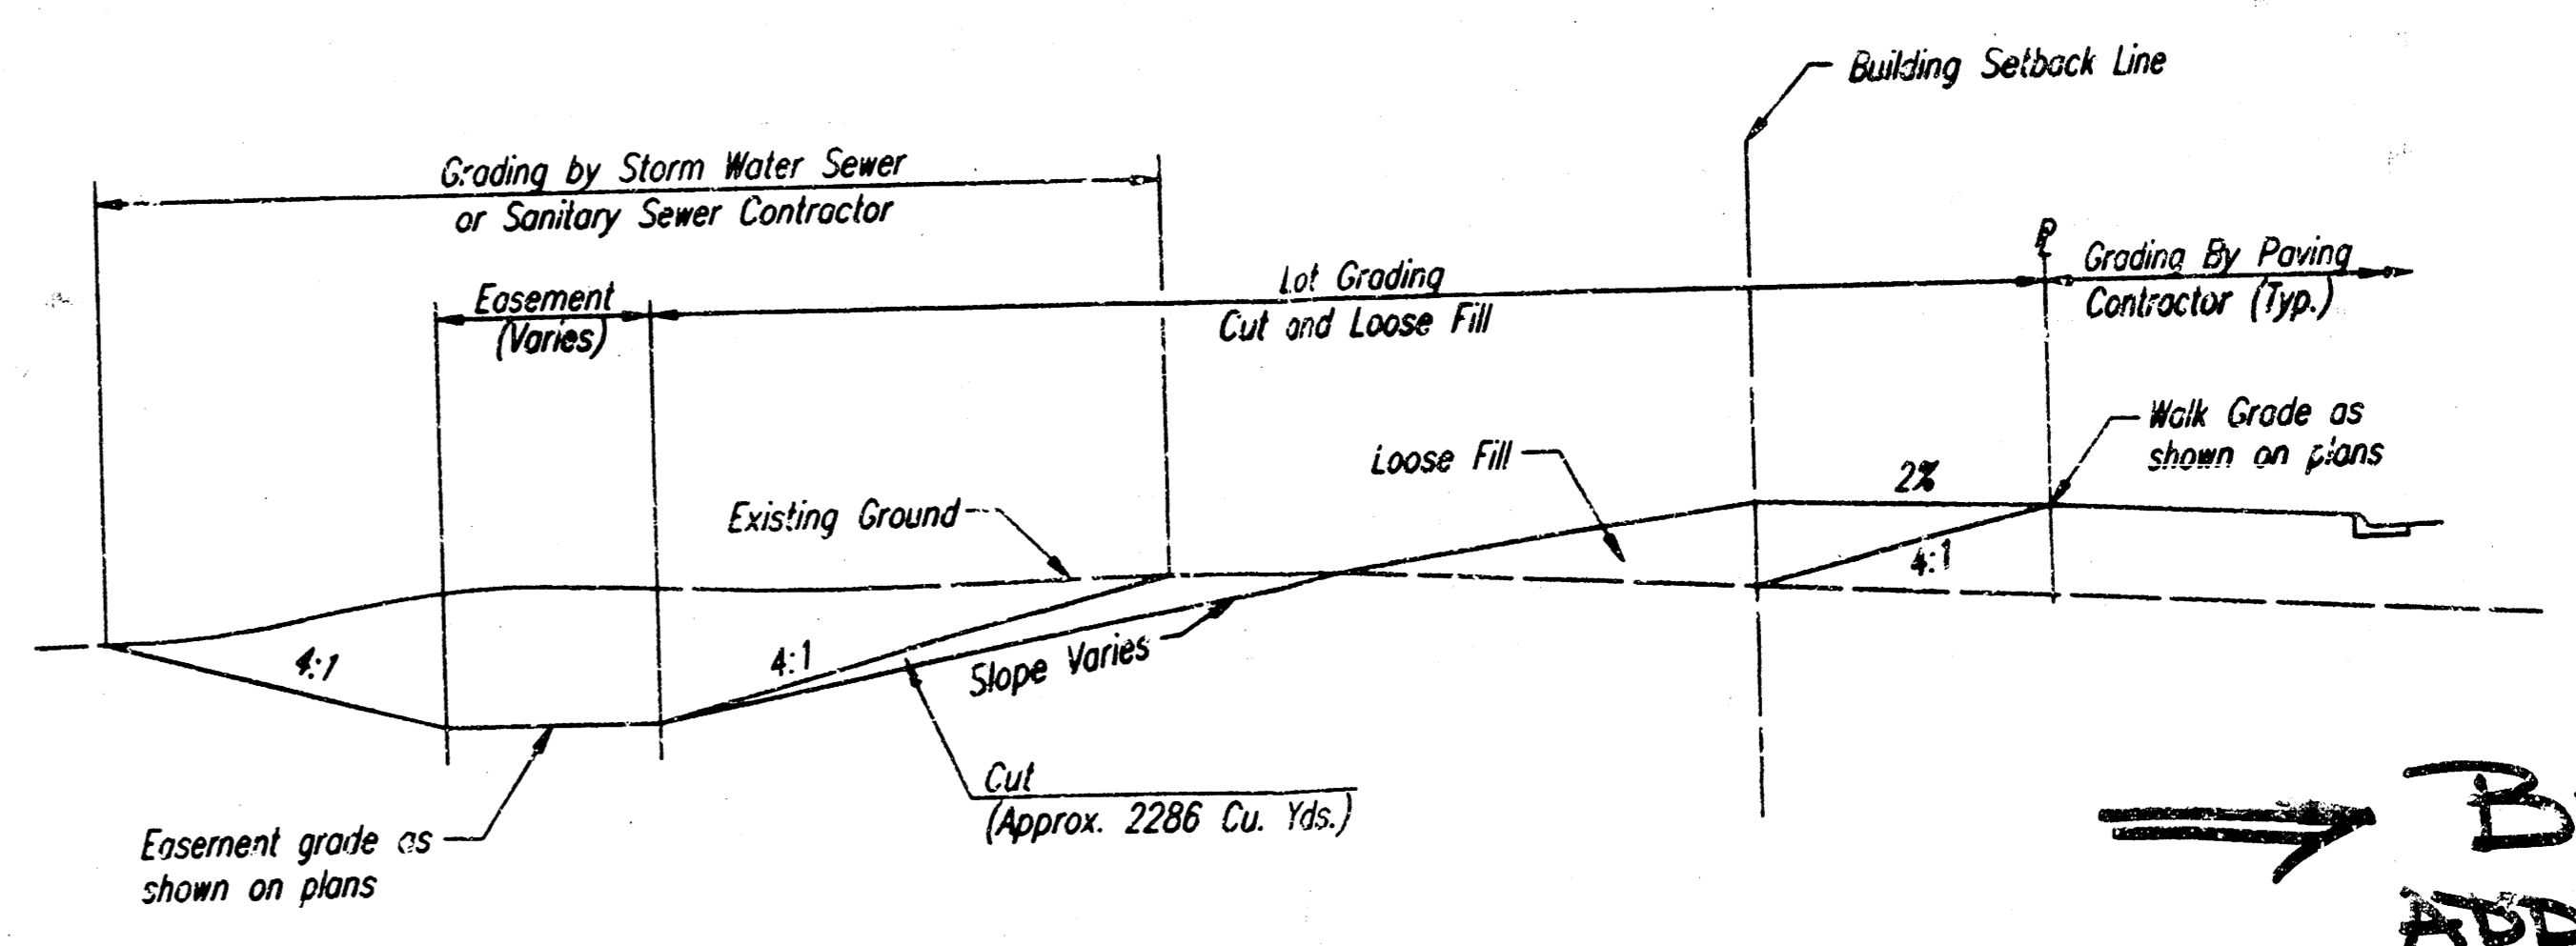 Building Setback Line
Grading by Storm Water Sewer
or Sanitary Sewer Contractor
PL
Grading By Paving
Contractor (Typ.)
Lot Grading
Cut and Loose Fill
Easement
(Varies)
Walk Grade as
shown on plans
Loose Fill
2%
Existing Ground
4:1
4:1
4:1
Slope Varies
Cut
(Approx. 2286 Cu. Yds.)
Easement grade as
shown on plans